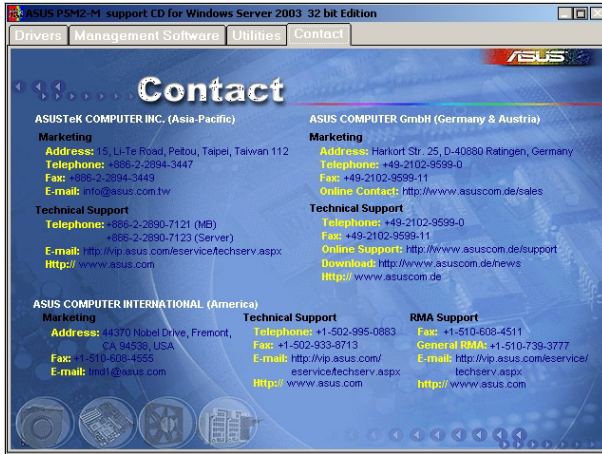 ASUS P5M2-M support CD for Windows Server 2003 32 bit Edition
Drivers Management Software Utilities Contact
ASUS
Contact
ASUSTeK COMPUTER INC. (Asia-Pacific)
Marketing
Address: 15, Li-Te Road, Peitou, Taipei, Taiwan 112
Telephone: +886-2-2894-3447
Fax: +886-2-2894-3449
E-mail: info@asus.com.tw
Technical Support
Telephone: +886-2-2890-7121 (MB)
+886-2-2890-7123 (Server)
E-mail: http://vip.asus.com/eservice/techserv.aspx
Http:// www.asus.com
ASUS COMPUTER GmbH (Germany & Austria)
Marketing
Address: Harkort Str. 25, D-40880 Ratingen, Germany
Telephone: +49-2102-9599-0
Fax: +49-2102-9599-11
Online Contact: http://www.asuscom.de/sales
Technical Support
Telephone: +49-2102-9599-0
Fax: +49-2102-9599-11
Online Support: http://www.asuscom.de/support
Download: http://www.asuscom.de/news
Http:// www.asuscom.de
ASUS COMPUTER INTERNATIONAL (America)
Marketing
Address: 44370 Nobel Drive, Fremont,
CA 94538, USA
Fax: +1-510-608-4555
E-mail: tmd1@asus.com
Technical Support
Telephone: +1-502-995-0883
Fax: +1-502-933-8713
E-mail: http://vip.asus.com/
eservice/techserv.aspx
Http:// www.asus.com
RMA Support
Fax: +1-510-608-4511
General RMA: +1-510-739-3777
E-mail: http://vip.asus.com/eservice/
techserv.aspx
http:// www.asus.com